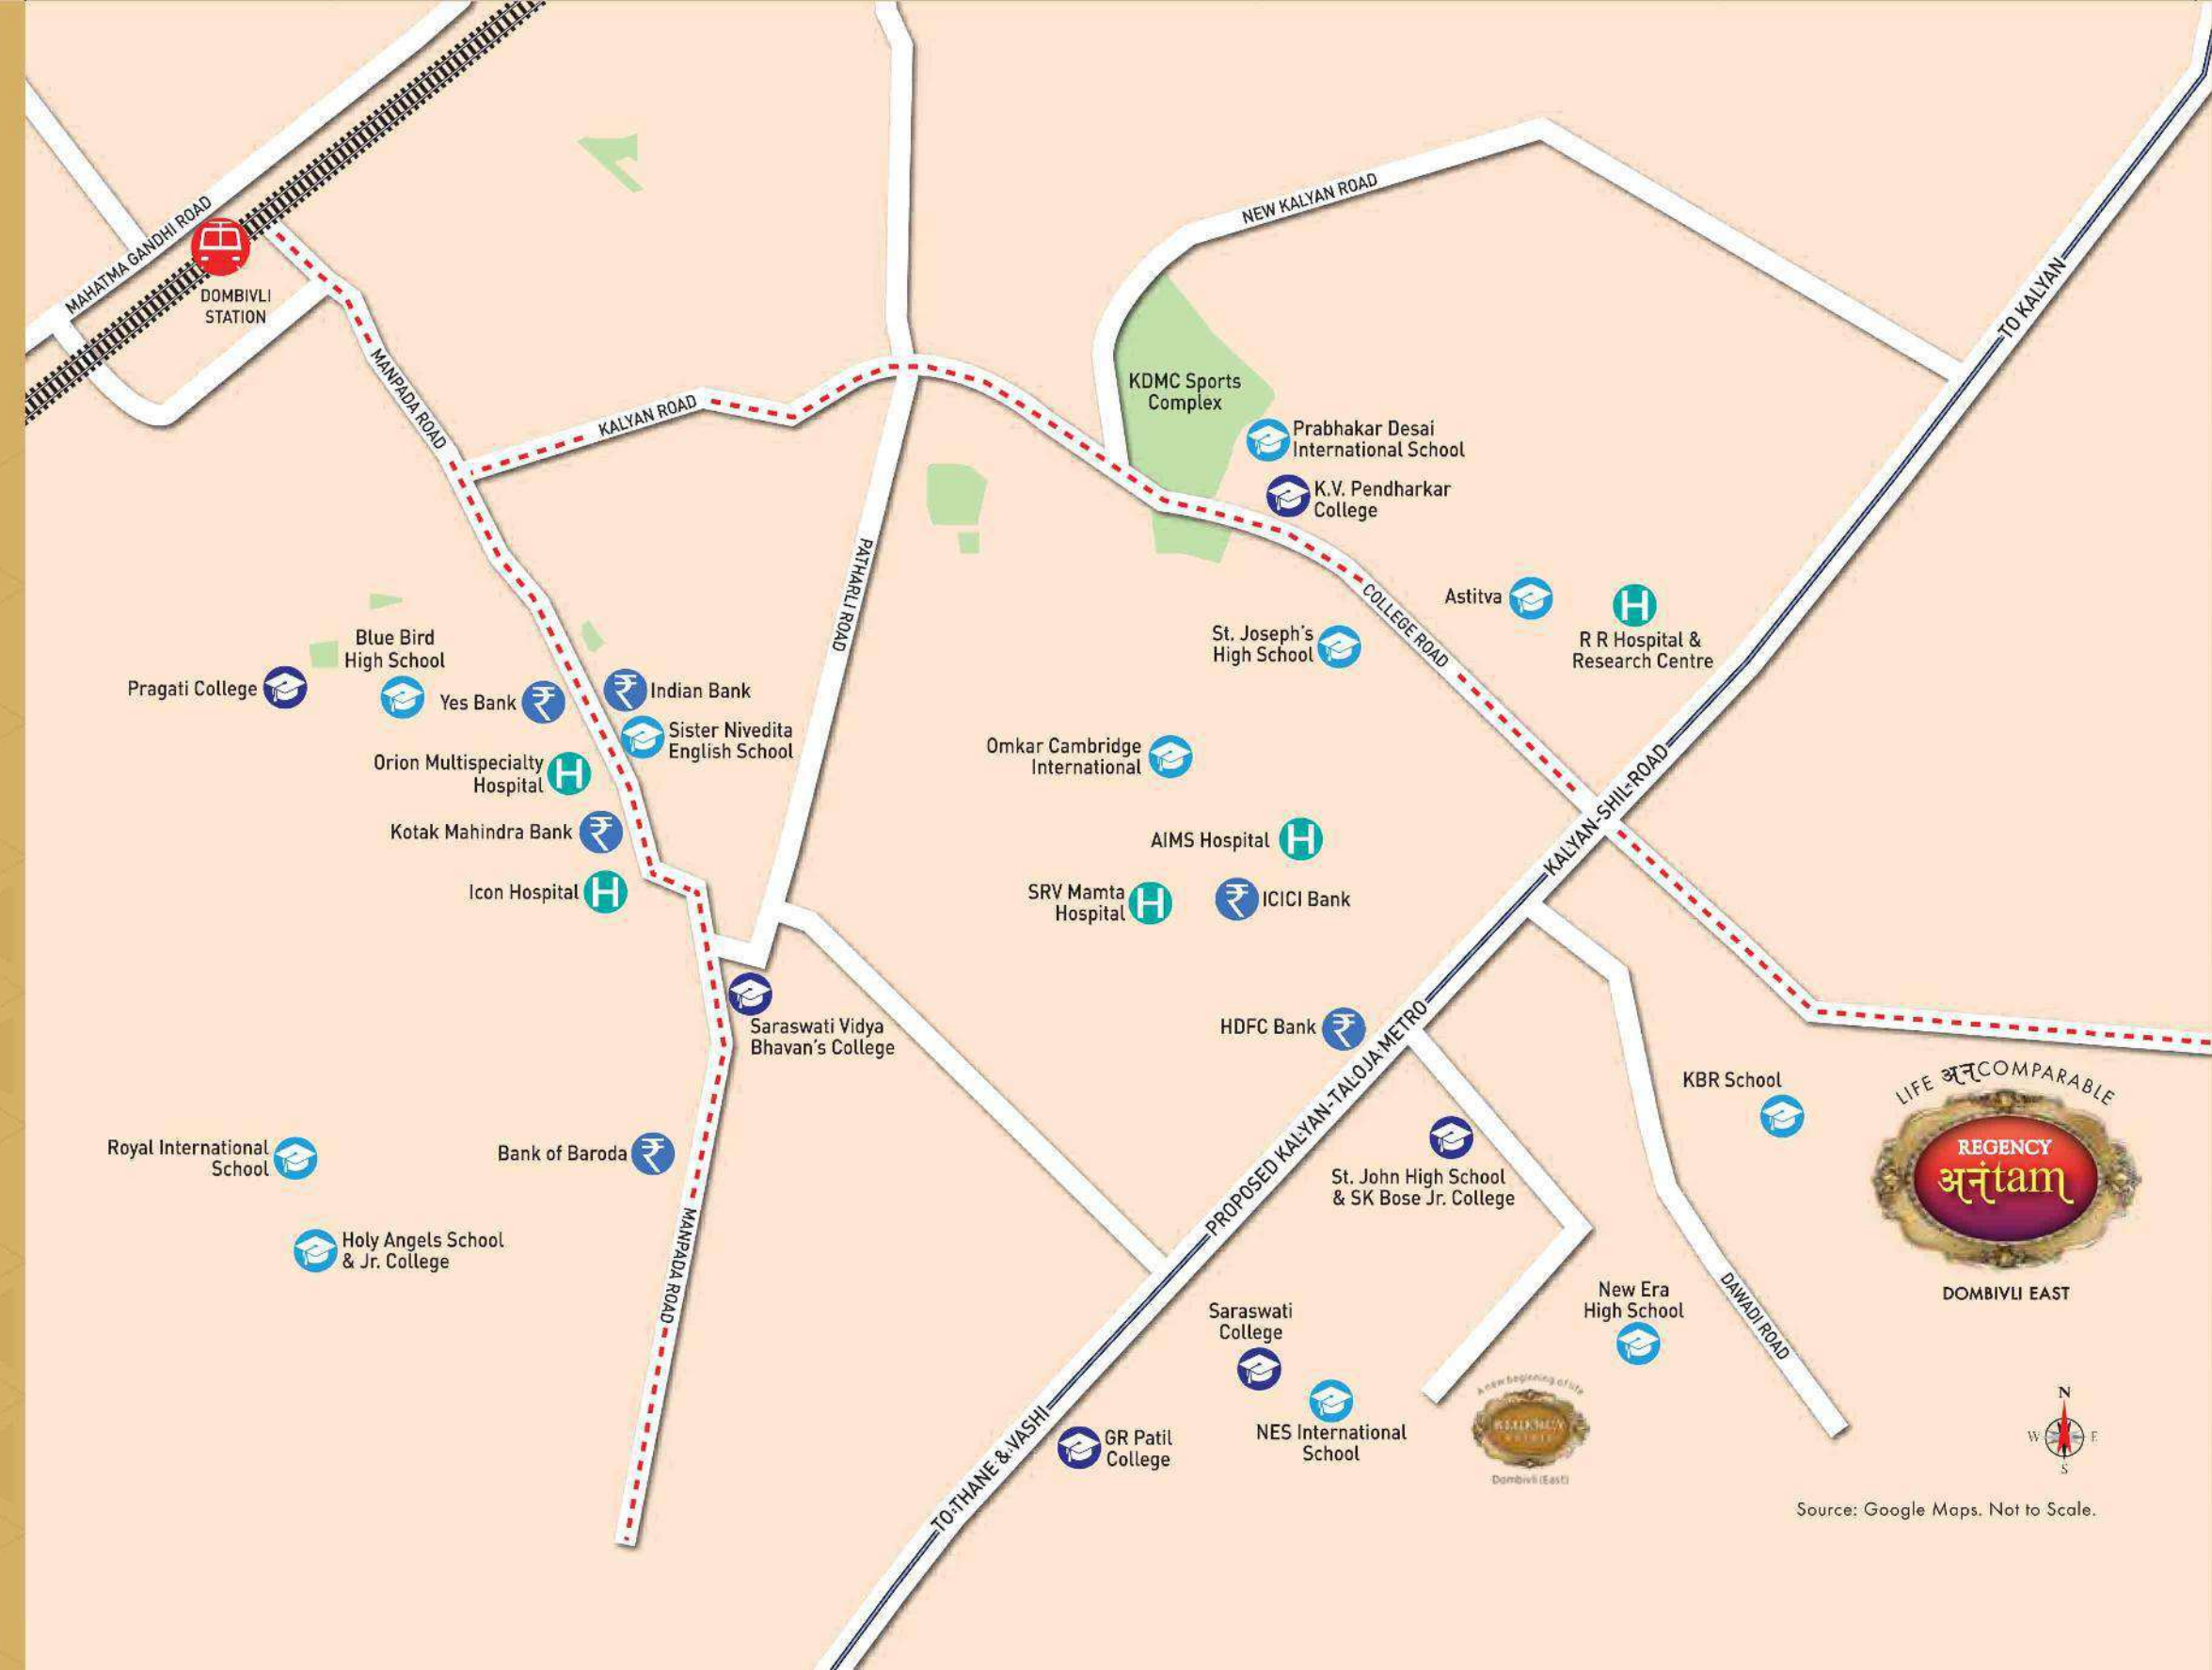 MAHATMA GANDHI ROAD
DOMBIVLI
STATION
MANPADA ROAD
KALYAN ROAD
NEW KALYAN ROAD
TO KALYAN
KDMC Sports
Complex
Prabhakar Desai
International School
K.V. Pendharkar
College
PATHARLI ROAD
COLLEGE ROAD
Astitva
R R Hospital &
Research Centre
St. Joseph's
High School
Blue Bird
High School
Pragati College
Yes Bank
Indian Bank
Sister Nivedita
English School
Orion Multispecialty
Hospital
Omkar Cambridge
International
Kotak Mahindra Bank
AIMS Hospital
KALYAN-SHIL-ROAD
Icon Hospital
SRV Mamta
Hospital
ICICI Bank
Saraswati Vidya
Bhavan's College
HDFC Bank
PROPOSED KALYAN-TALOJA METRO
KBR School
LIFE अनCOMPARABLE
REGENCY
अनंtam
DOMBIVLI EAST
Royal International
School
Bank of Baroda
St. John High School
& SK Bose Jr. College
Holy Angels School
& Jr. College
MANPADA ROAD
Saraswati
College
New Era
High School
DAWADI ROAD
TO THANE & VASHI
GR Patil
College
NES International
School
A new beginning of life
REGENCY
Dombivli (East)
N
W
E
S
Source: Google Maps. Not to Scale.